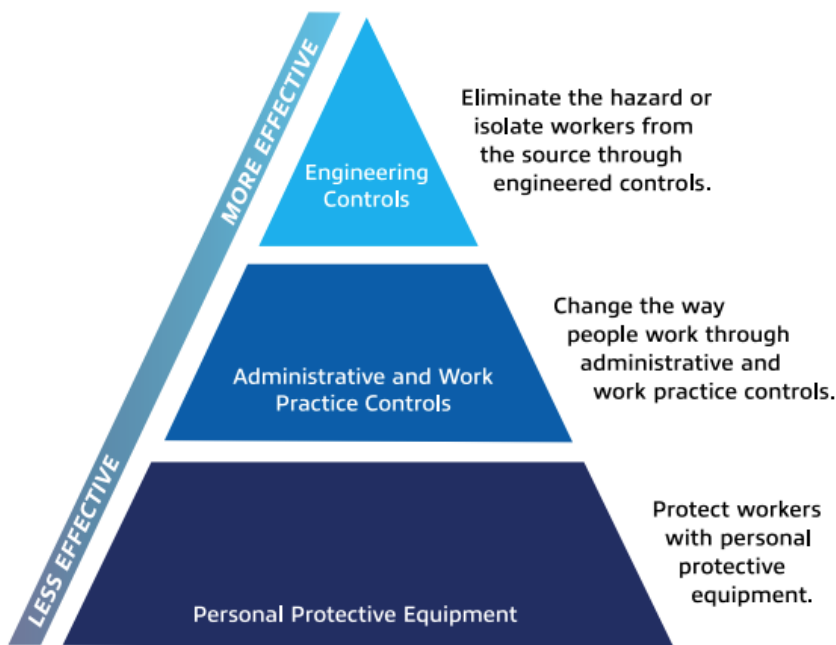 MORE EFFECTIVE
LESS EFFECTIVE
Engineering
Controls
Eliminate the hazard or
isolate workers from
the source through
engineered controls.
Administrative and Work
Practice Controls
Change the way
people work through
administrative and
work practice controls.
Personal Protective Equipment
Protect workers
with personal
protective
equipment.